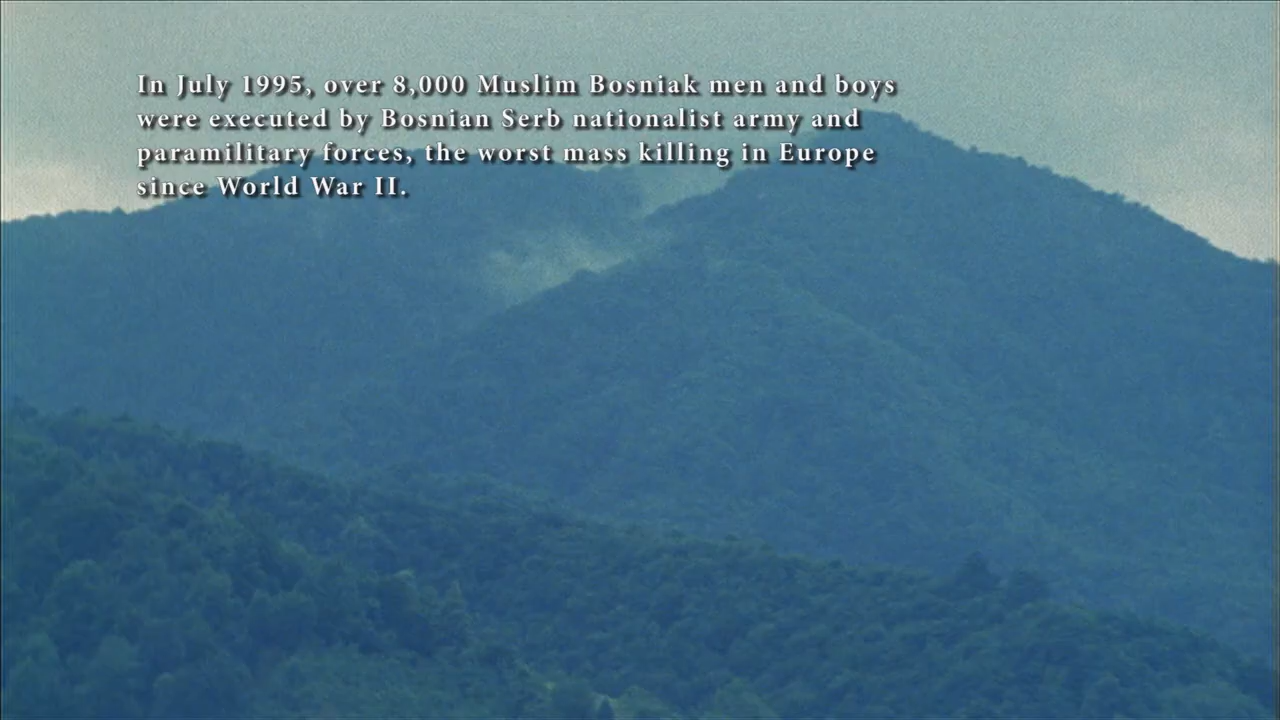 In July 1995, over 8,000 Muslim Bosniak men and boys
were executed by Bosnian Serb nationalist army and
paramilitary forces, the worst mass killing in Europe
since World War II.